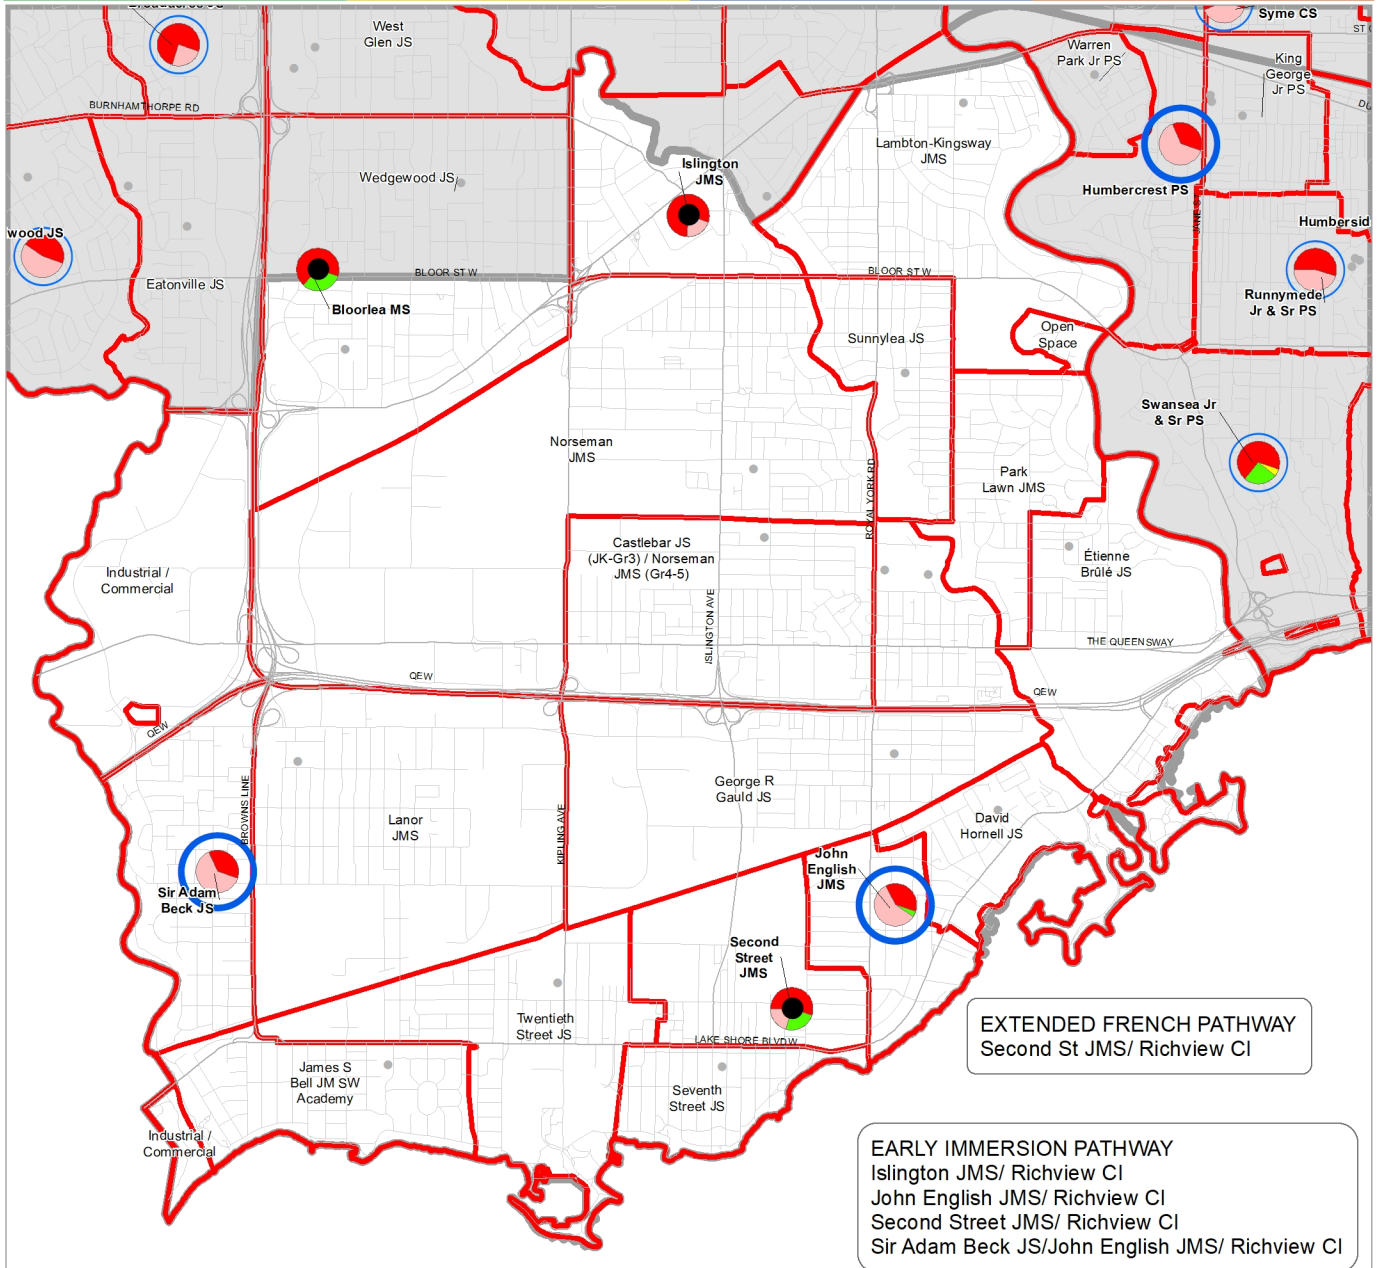 Broadacres JS
West
Glen JS
Syme CS
Warren
Park Jr PS
King
George
Jr PS
BURNHAMTHORPE RD
Lambton-Kingsway
JMS
Islington
JMS
Wedgewood JS
Humbercrest PS
JANE ST
wood JS
Humbersid
Eatonville JS
BLOOR ST W
BLOOR ST W
Bloorlea MS
Runnymede
Jr & Sr PS
Sunnylea JS
Open
Space
Swansea Jr
& Sr PS
Norseman
JMS
Park
Lawn JMS
ROYAL YORK RD
Castlebar JS
(JK-Gr3) / Norseman
JMS (Gr4-5)
Étienne
Brûlé JS
Industrial /
Commercial
ISLINGTON AVE
THE QUEENSWAY
QEW
QEW
QEW
George R
Gauld JS
BROWNS LINE
KIPLING AVE
Lanor
JMS
David
Hornell JS
John
English
JMS
Sir Adam
Beck JS
Second
Street
JMS
Twentieth
Street JS
LAKE SHORE BLVD W
EXTENDED FRENCH PATHWAY
Second St JMS/ Richview CI
James S
Bell JM SW
Academy
Seventh
Street JS
Industrial /
Commercial
EARLY IMMERSION PATHWAY
Islington JMS/ Richview CI
John English JMS/ Richview CI
Second Street JMS/ Richview CI
Sir Adam Beck JS/John English JMS/ Richview CI